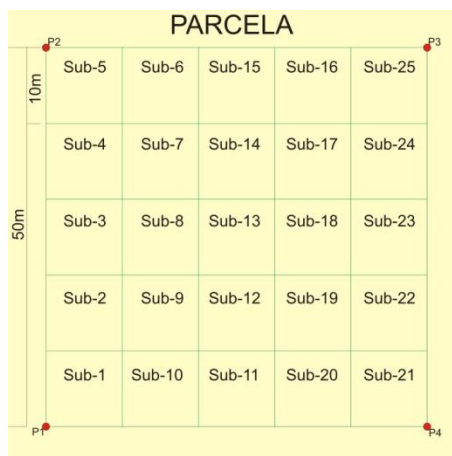 PARCELA
P2 P3
Sub-5 Sub-6 Sub-15 Sub-16 Sub-25
10m
Sub-4 Sub-7 Sub-14 Sub-17 Sub-24
50m
Sub-3 Sub-8 Sub-13 Sub-18 Sub-23
Sub-2 Sub-9 Sub-12 Sub-19 Sub-22
Sub-1 Sub-10 Sub-11 Sub-20 Sub-21
P1 P4